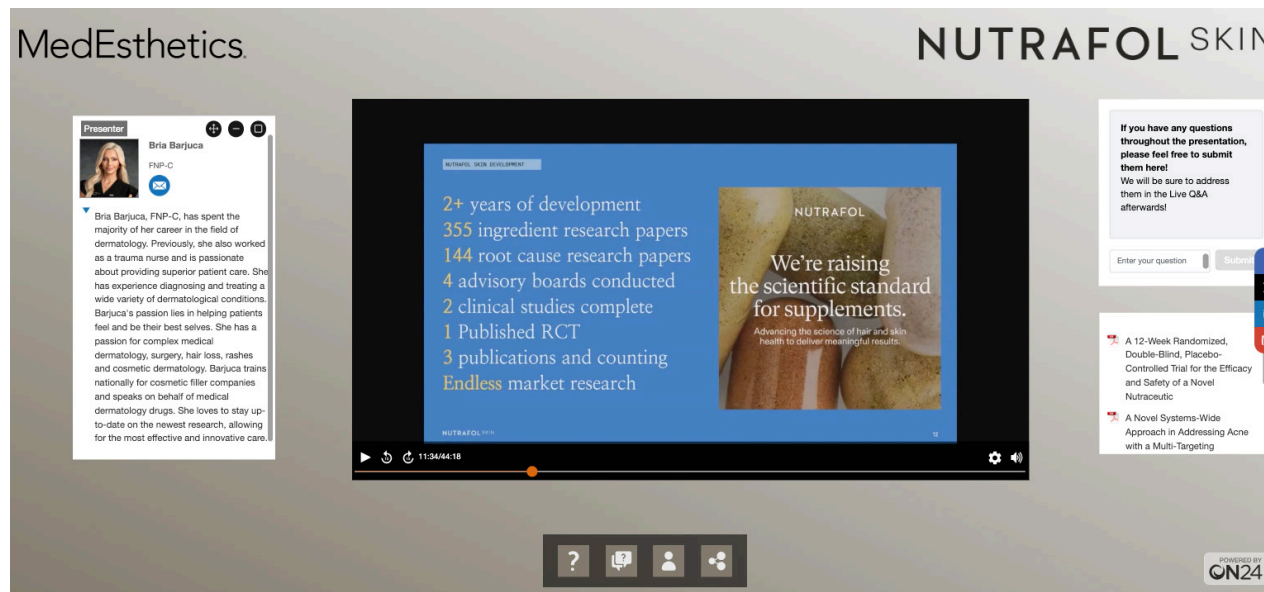 MedEsthetics.
NUTRAFOL SKIN
Presenter
Bria Barjuca
FNP-C
Bria Barjuca, FNP-C, has spent the
majority of her career in the field of
dermatology. Previously, she also worked
as a trauma nurse and is passionate
about providing superior patient care. She
has experience diagnosing and treating a
wide variety of dermatological conditions.
Barjuca's passion lies in helping patients
feel and be their best selves. She has a
passion for complex medical
dermatology, surgery, hair loss, rashes
and cosmetic dermatology. Barjuca trains
nationally for cosmetic filler companies
and speaks on behalf of medical
dermatology drugs. She loves to stay up-
to-date on the newest research, allowing
for the most effective and innovative care.
NUTRAFOL SKIN DEVELOPMENT
2+ years of development
355 ingredient research papers
144 root cause research papers
4 advisory boards conducted
2 clinical studies complete
1 Published RCT
3 publications and counting
Endless market research
NUTRAFOL SKIN
NUTRAFOL
We're raising
the scientific standard
for supplements.
Advancing the science of hair and skin
health to deliver meaningful results.
12
11:34/44:18
If you have any questions
throughout the presentation,
please feel free to submit
them here!
We will be sure to address
them in the Live Q&A
afterwards!
Enter your question
Submit
A 12-Week Randomized,
Double-Blind, Placebo-
Controlled Trial for the Efficacy
and Safety of a Novel
Nutraceutic
A Novel Systems-Wide
Approach in Addressing Acne
with a Multi-Targeting
POWERED BY
ON24